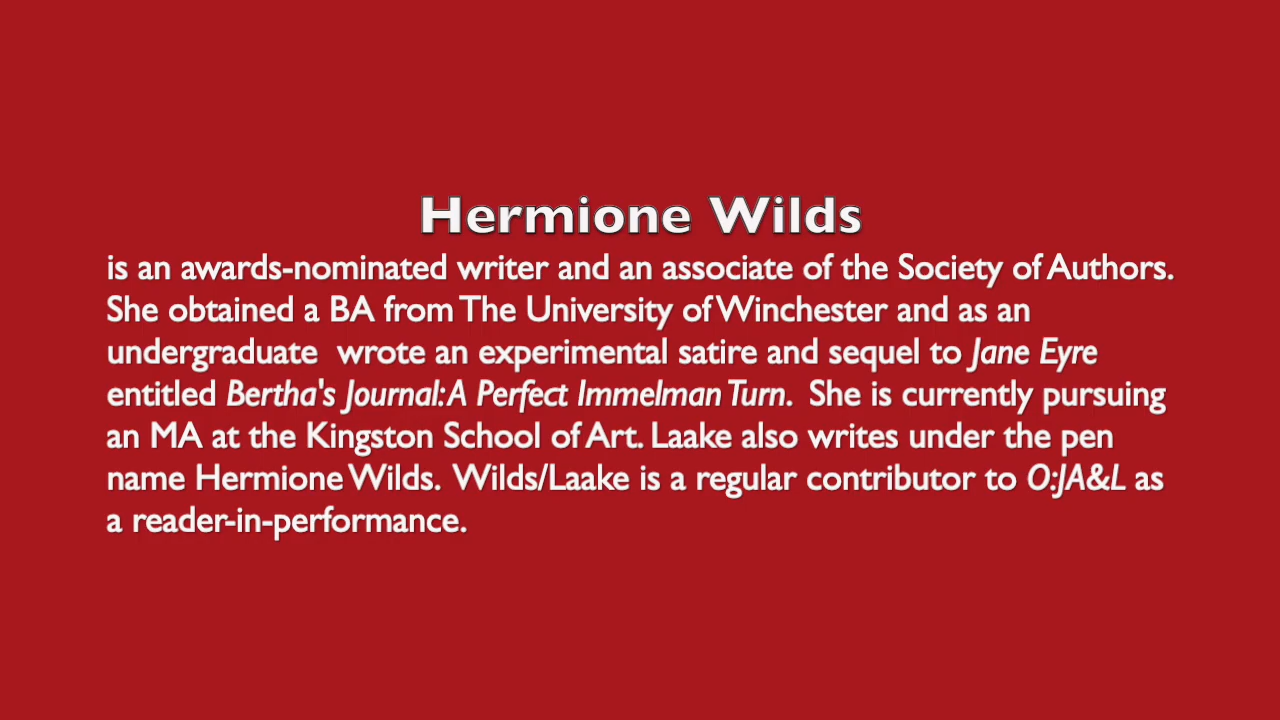 Hermione Wilds
is an awards-nominated writer and an associate of the Society of Authors.
She obtained a BA from The University of Winchester and as an
undergraduate  wrote an experimental satire and sequel to Jane Eyre
entitled Bertha's Journal: A Perfect Immelman Turn.  She is currently pursuing
an MA at the Kingston School of Art. Laake also writes under the pen
name Hermione Wilds.  Wilds/Laake is a regular contributor to O:JA&L as
a reader-in-performance.